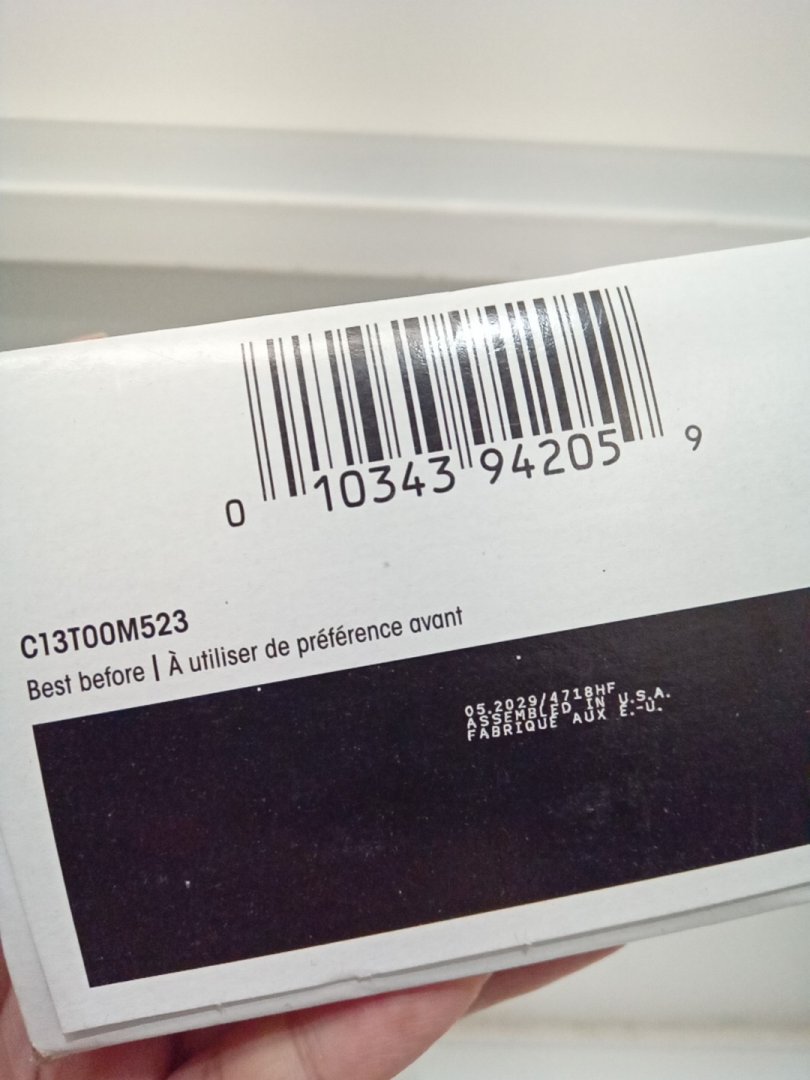 0 10343 94205 9
C13T00M523
Best before | À utiliser de préférence avant
05.2029/4718HF
ASSEMBLED IN U.S.A.
FABRIQUE AUX E.-U.